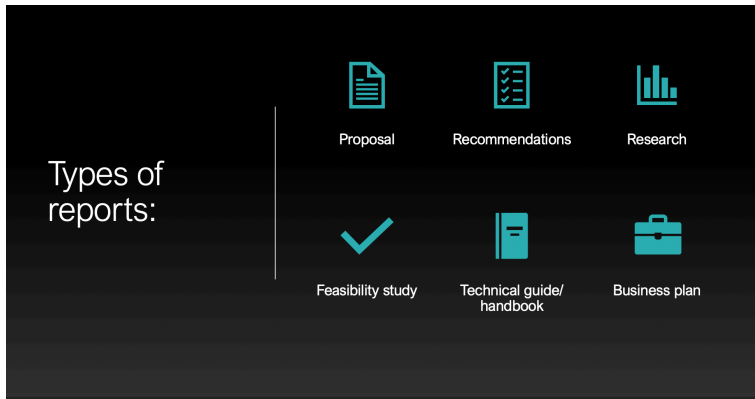 Types of
reports:
Proposal
Recommendations
Research
Feasibility study
Technical guide/
handbook
Business plan